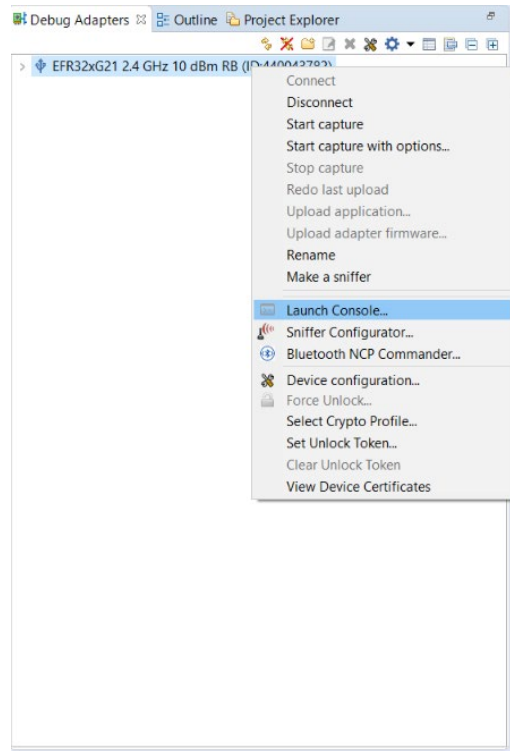 Debug Adapters Outline Project Explorer
EFR32xG21 2.4 GHz 10 dBm RB (ID:440043782)
Connect
Disconnect
Start capture
Start capture with options...
Stop capture
Redo last upload
Upload application...
Upload adapter firmware...
Rename
Make a sniffer
Launch Console...
Sniffer Configurator...
Bluetooth NCP Commander...
Device configuration...
Force Unlock...
Select Crypto Profile...
Set Unlock Token...
Clear Unlock Token
View Device Certificates